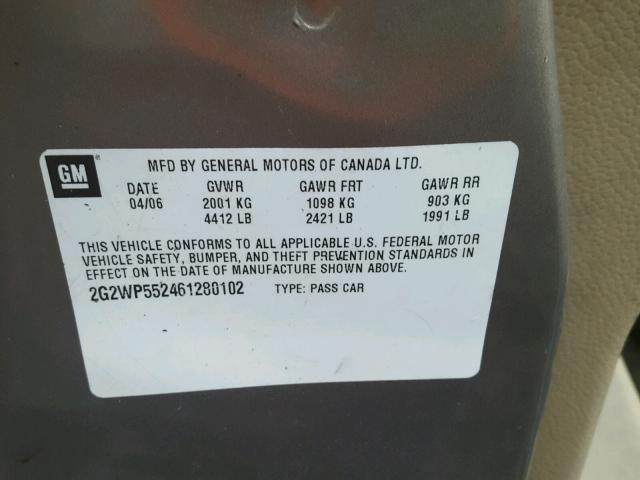 GM ® MFD BY GENERAL MOTORS OF CANADA LTD.
DATE GVWR GAWR FRT GAWR RR
04/06 2001 KG 1098 KG 903 KG
4412 LB 2421 LB 1991 LB
THIS VEHICLE CONFORMS TO ALL APPLICABLE U.S. FEDERAL MOTOR
VEHICLE SAFETY, BUMPER, AND THEFT PREVENTION STANDARDS IN
EFFECT ON THE DATE OF MANUFACTURE SHOWN ABOVE.
2G2WP552461280102 TYPE: PASS CAR